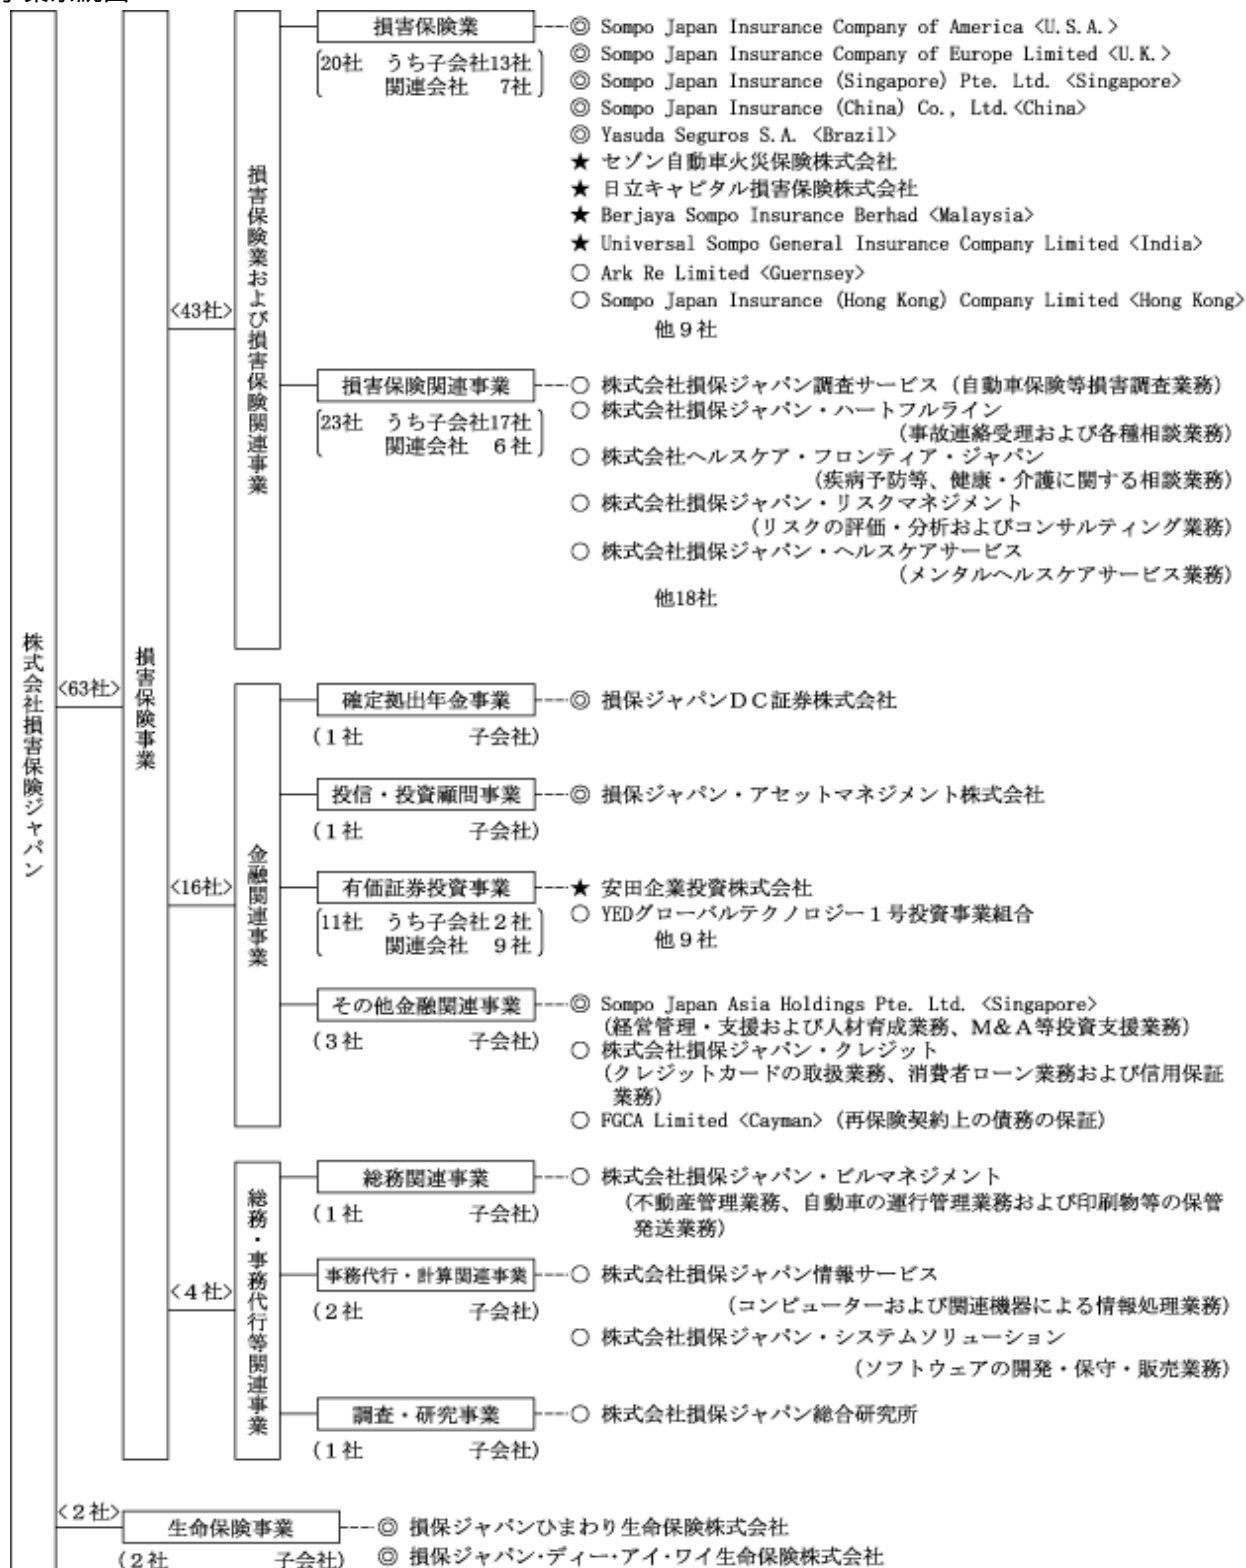 株式会社損害保険ジャパン
<63社>
損害保険事業
<43社>
損害保険業および損害保険関連事業
損害保険業
20社 うち子会社13社
関連会社 7社
◎ Sompo Japan Insurance Company of America <U.S.A.>
◎ Sompo Japan Insurance Company of Europe Limited <U.K.>
◎ Sompo Japan Insurance (Singapore) Pte. Ltd. <Singapore>
◎ Sompo Japan Insurance (China) Co., Ltd.<China>
◎ Yasuda Seguros S.A. <Brazil>
★ セゾン自動車火災保険株式会社
★ 日立キャピタル損害保険株式会社
★ Berjaya Sompo Insurance Berhad <Malaysia>
★ Universal Sompo General Insurance Company Limited <India>
○ Ark Re Limited <Guernsey>
○ Sompo Japan Insurance (Hong Kong) Company Limited <Hong Kong>
他9社
損害保険関連事業
23社 うち子会社17社
関連会社 6社
○ 株式会社損保ジャパン調査サービス（自動車保険等損害調査業務）
○ 株式会社損保ジャパン・ハートフルライン
（事故連絡受理および各種相談業務）
○ 株式会社ヘルスケア・フロンティア・ジャパン
（疾病予防等、健康・介護に関する相談業務）
○ 株式会社損保ジャパン・リスクマネジメント
（リスクの評価・分析およびコンサルティング業務）
○ 株式会社損保ジャパン・ヘルスケアサービス
（メンタルヘルスケアサービス業務）
他18社
<16社>
金融関連事業
確定拠出年金事業
(1社 子会社)
◎ 損保ジャパンDC証券株式会社
投信・投資顧問事業
(1社 子会社)
◎ 損保ジャパン・アセットマネジメント株式会社
有価証券投資事業
11社 うち子会社2社
関連会社 9社
★ 安田企業投資株式会社
○ YEDグローバルテクノロジー1号投資事業組合
他9社
その他金融関連事業
(3社 子会社)
◎ Sompo Japan Asia Holdings Pte. Ltd. <Singapore>
（経営管理・支援および人材育成業務、M&A等投資支援業務）
○ 株式会社損保ジャパン・クレジット
（クレジットカードの取扱業務、消費者ローン業務および信用保証
業務）
○ FGCA Limited <Cayman>（再保険契約上の債務の保証）
<4社>
総務・事務代行等関連事業
総務関連事業
(1社 子会社)
○ 株式会社損保ジャパン・ビルマネジメント
（不動産管理業務、自動車の運行管理業務および印刷物等の保管
発送業務）
事務代行・計算関連事業
(2社 子会社)
○ 株式会社損保ジャパン情報サービス
（コンピューターおよび関連機器による情報処理業務）
○ 株式会社損保ジャパン・システムソリューション
（ソフトウェアの開発・保守・販売業務）
調査・研究事業
(1社 子会社)
○ 株式会社損保ジャパン総合研究所
<2社>
生命保険事業
(2社 子会社)
◎ 損保ジャパンひまわり生命保険株式会社
◎ 損保ジャパン・ディー・アイ・ワイ生命保険株式会社